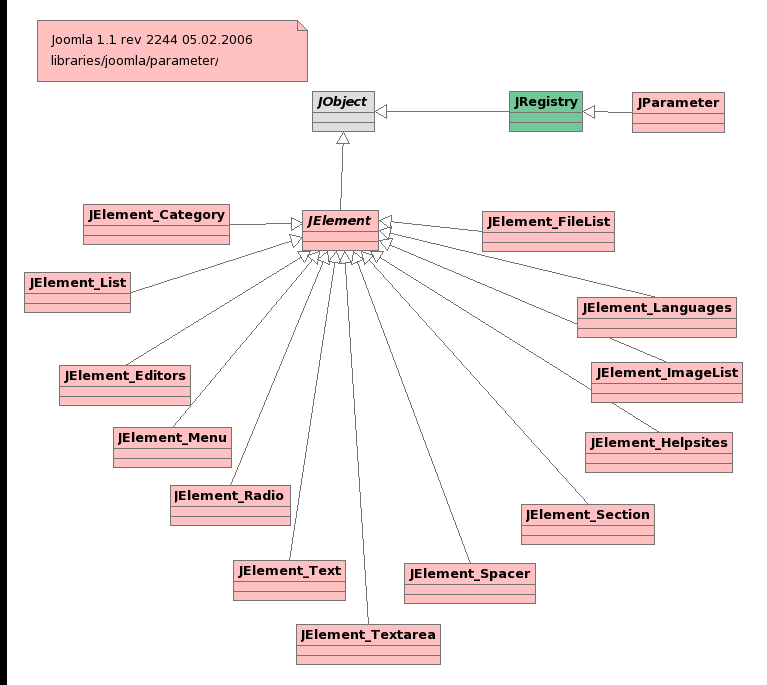 Joomla 1.1 rev 2244 05.02.2006
libraries/joomla/parameter/
JObject
JRegistry
JParameter
JElement_Category
JElement
JElement_FileList
JElement_List
JElement_Languages
JElement_ImageList
JElement_Editors
JElement_Menu
JElement_Helpsites
JElement_Radio
JElement_Section
JElement_Text
JElement_Spacer
JElement_Textarea